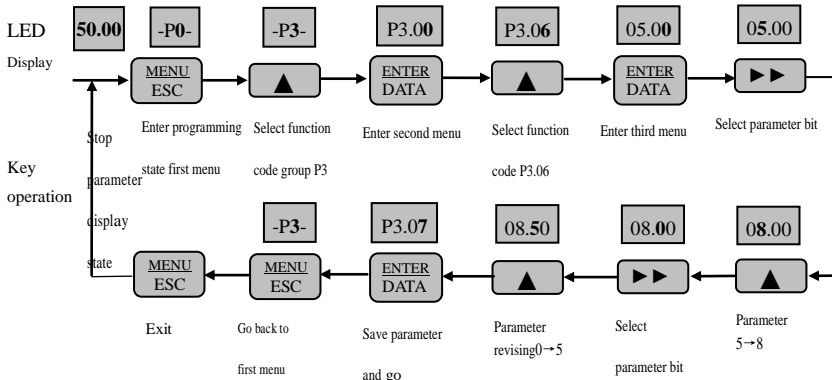 LED
Display
50.00 -P0- -P3- P3.00 P3.06 05.00 05.00
MENU
ESC
▲
ENTER
DATA
▲
ENTER
DATA
►►
Enter programming
state first menu
Select function
code group P3
Enter second menu
Select function
code P3.06
Enter third menu
Select parameter bit
Key
operation
Stop
parameter
display
state
-P3- P3.07 08.50 08.00 08.00
MENU
ESC
MENU
ESC
ENTER
DATA
▲
►►
▲
Exit
Go back to
first menu
Save parameter
and go
Parameter
revising0→5
Select
parameter bit
Parameter
5→8